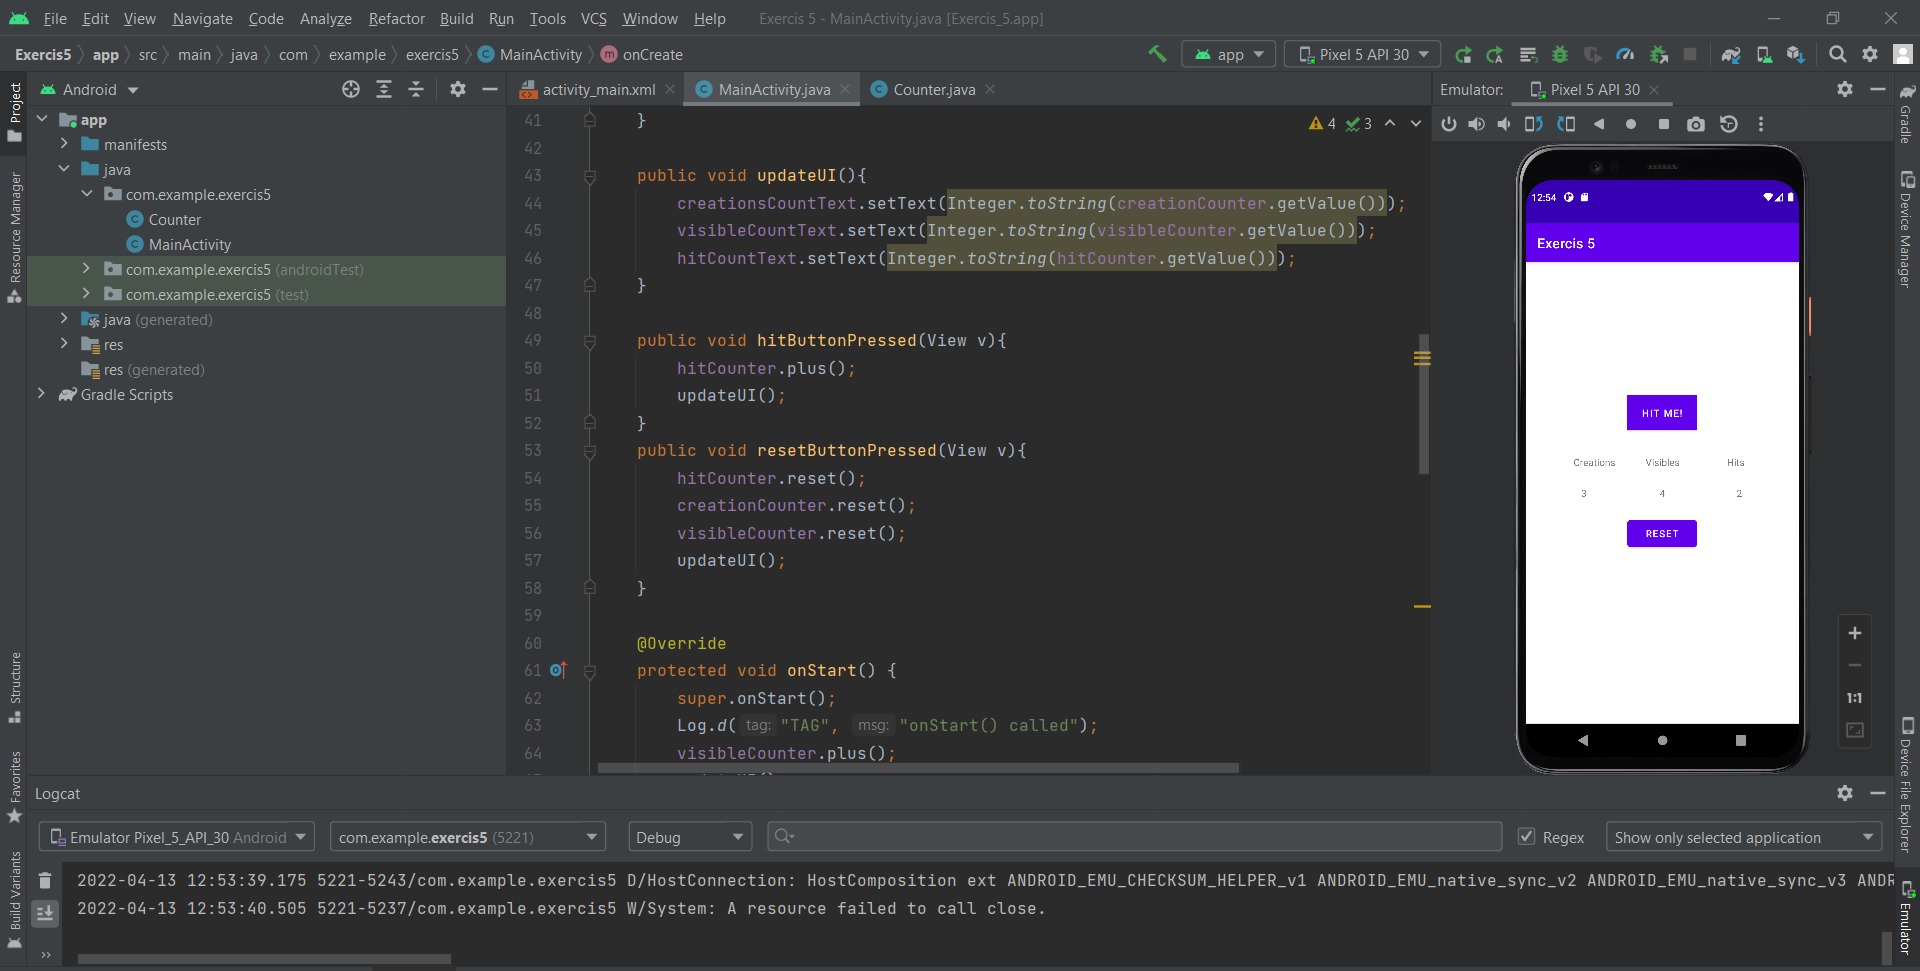 File Edit View Navigate Code Analyze Refactor Build Run Tools VCS Window Help Exercis 5 - MainActivity.java [Exercis_5.app]
Exercis5 app src main java com example exercis5 C MainActivity m onCreate app Pixel 5 API 30
Project
Resource Manager
Structure
Favorites
Build Variants
Android
app
manifests
java
com.example.exercis5
C Counter
C MainActivity
com.example.exercis5 (androidTest)
com.example.exercis5 (test)
java (generated)
res
res (generated)
Gradle Scripts
activity_main.xml C MainActivity.java C Counter.java
4 3
41 }
42
43 public void updateUI(){
44 creationsCountText.setText(Integer.toString(creationCounter.getValue()));
45 visibleCountText.setText(Integer.toString(visibleCounter.getValue()));
46 hitCountText.setText(Integer.toString(hitCounter.getValue()));
47 }
48
49 public void hitButtonPressed(View v){
50 hitCounter.plus();
51 updateUI();
52 }
53 public void resetButtonPressed(View v){
54 hitCounter.reset();
55 creationCounter.reset();
56 visibleCounter.reset();
57 updateUI();
58 }
59
60 @Override
61 protected void onStart() {
62 super.onStart();
63 Log.d( tag: "TAG", msg: "onStart() called");
64 visibleCounter.plus();
Emulator: Pixel 5 API 30
12:54
Exercis 5
HIT ME!
Creations Visibles Hits
3 4 2
RESET
1:1
Gradle
Device Manager
Device File Explorer
Emulator
Logcat
Emulator Pixel_5_API_30 Android com.example.exercis5 (5221) Debug Regex Show only selected application
2022-04-13 12:53:39.175 5221-5243/com.example.exercis5 D/HostConnection: HostComposition ext ANDROID_EMU_CHECKSUM_HELPER_v1 ANDROID_EMU_native_sync_v2 ANDROID_EMU_native_sync_v3 ANDR
2022-04-13 12:53:40.505 5221-5237/com.example.exercis5 W/System: A resource failed to call close.